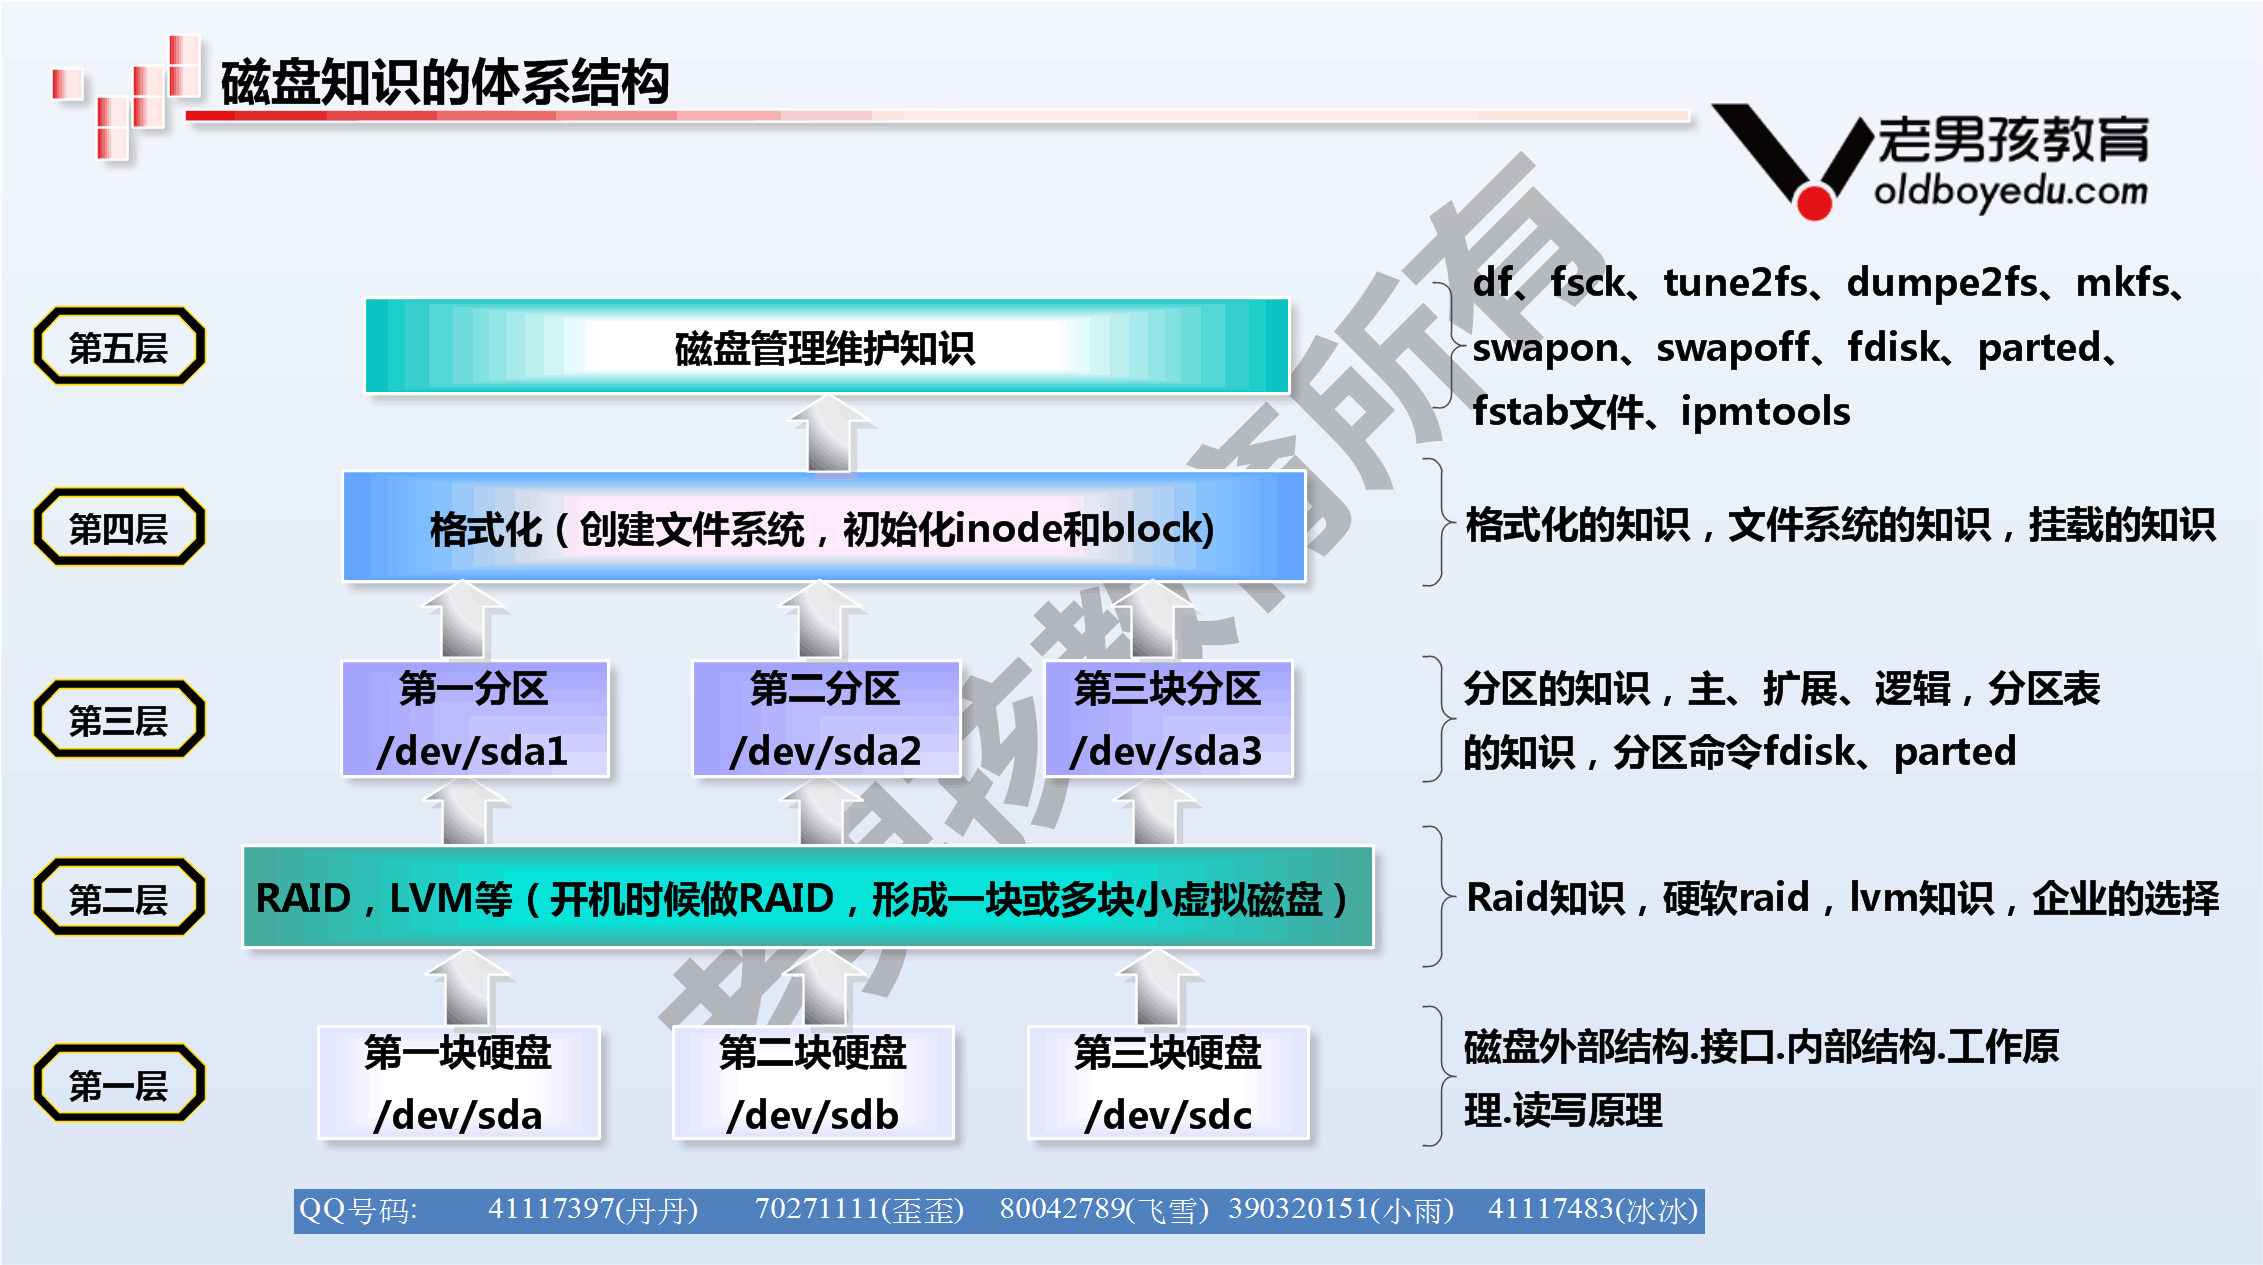 磁盘知识的体系结构
老男孩教育
oldboyedu.com
第五层
磁盘管理维护知识
df、fsck、tune2fs、dumpe2fs、mkfs、
swapon、swapoff、fdisk、parted、
fstab文件、ipmtools
第四层
格式化（创建文件系统，初始化inode和block)
格式化的知识，文件系统的知识，挂载的知识
第三层
第一分区
/dev/sda1
第二分区
/dev/sda2
第三块分区
/dev/sda3
分区的知识，主、扩展、逻辑，分区表
的知识，分区命令fdisk、parted
第二层
RAID，LVM等（开机时候做RAID，形成一块或多块小虚拟磁盘）
Raid知识，硬软raid，lvm知识，企业的选择
第一层
第一块硬盘
/dev/sda
第二块硬盘
/dev/sdb
第三块硬盘
/dev/sdc
磁盘外部结构.接口.内部结构.工作原
理.读写原理
老男孩教育所有
QQ号码: 41117397(丹丹) 70271111(歪歪) 80042789(飞雪) 390320151(小雨) 41117483(冰冰)